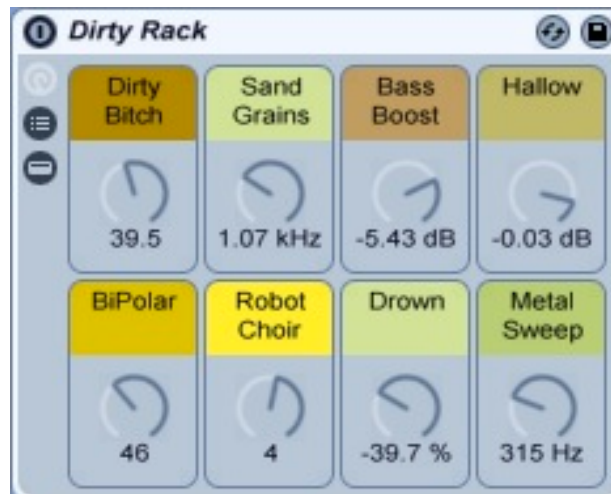 Dirty Rack
Dirty Bitch
Sand Grains
Bass Boost
Hallow
39.5
1.07 kHz
-5.43 dB
-0.03 dB
BiPolar
Robot Choir
Drown
Metal Sweep
46
4
-39.7 %
315 Hz